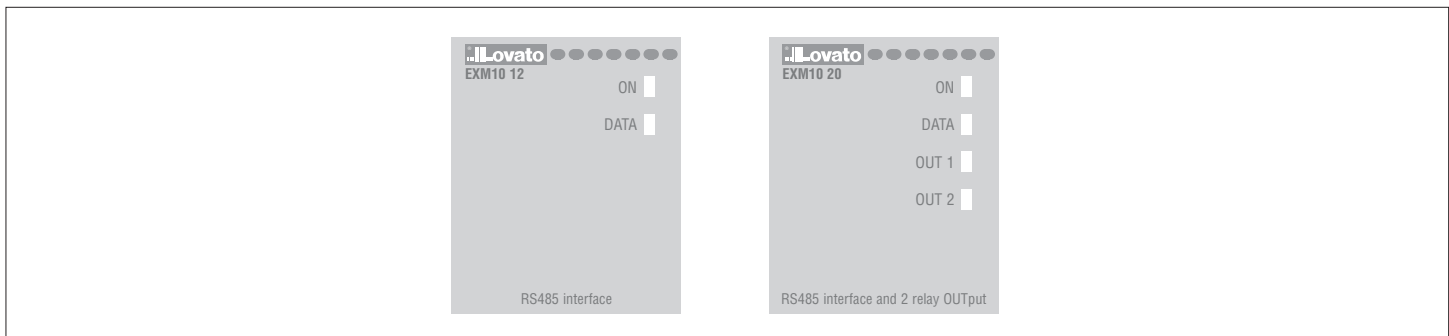 Lovato
EXM10 12
ON
DATA
RS485 interface
Lovato
EXM10 20
ON
DATA
OUT 1
OUT 2
RS485 interface and 2 relay OUTput